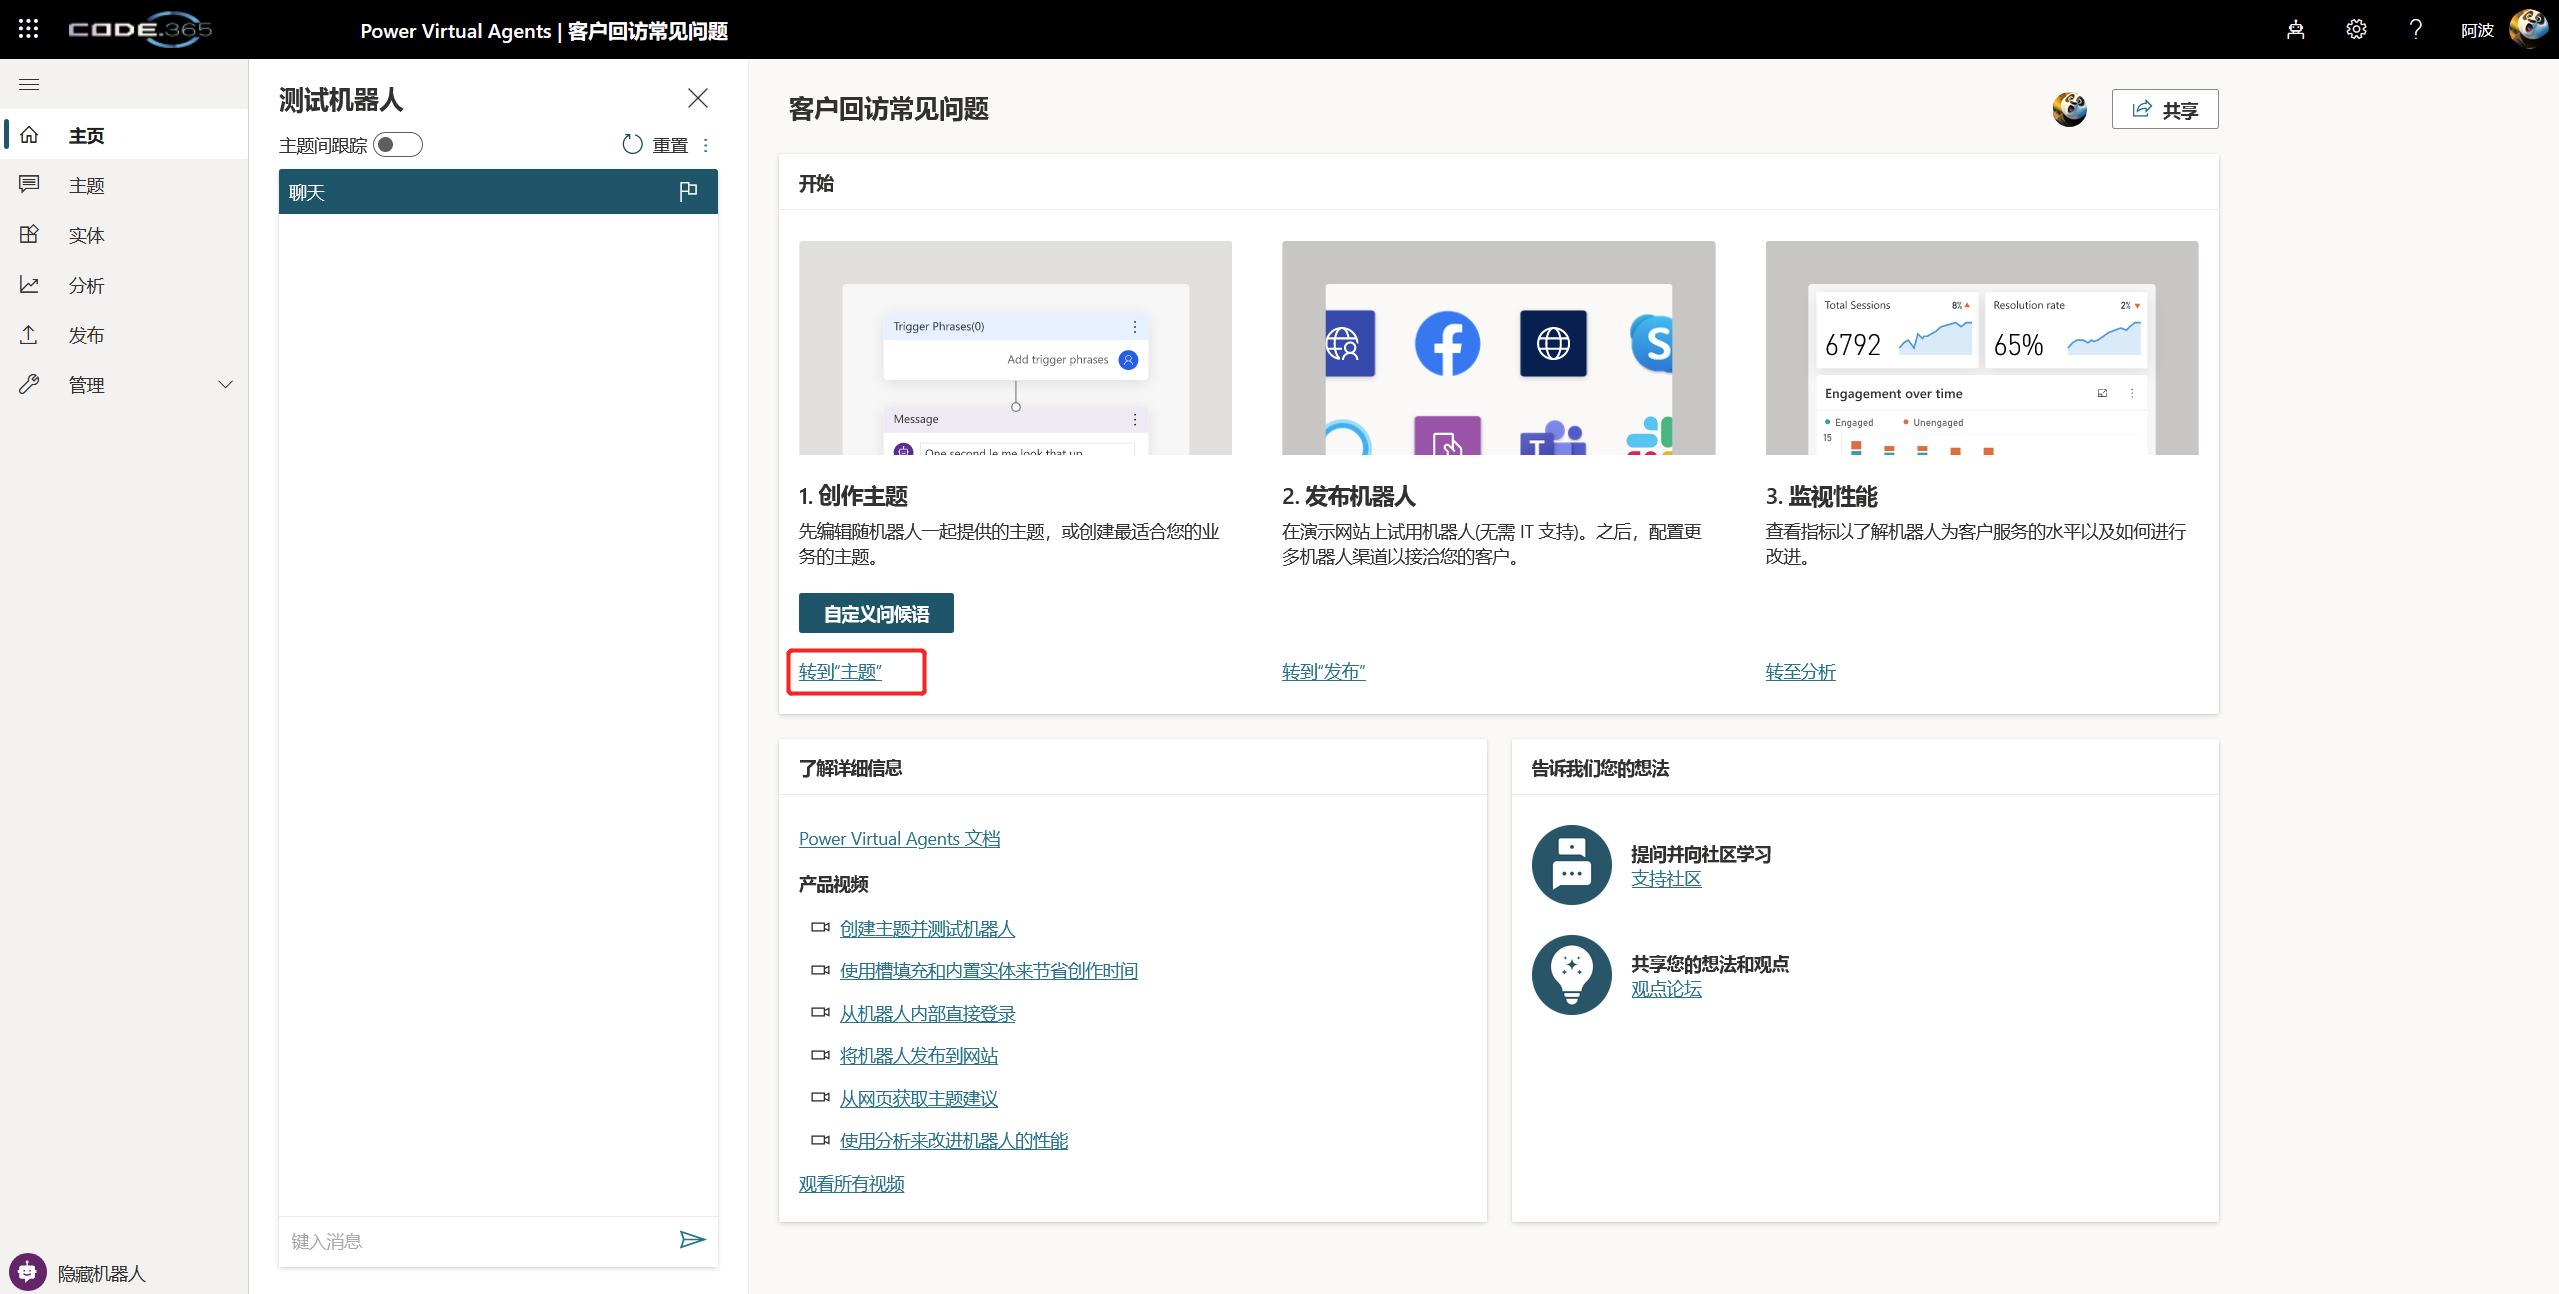 CODE.365
Power Virtual Agents | 客户回访常见问题
阿波
主页
主题
实体
分析
发布
管理
隐藏机器人
测试机器人
主题间跟踪
重置
聊天
键入消息
客户回访常见问题
共享
开始
Trigger Phrases(0)
Add trigger phrases
Message
One second le me look that up
Total Sessions
8%
6792
Resolution rate
2%
65%
Engagement over time
Engaged
Unengaged
15
1. 创作主题
先编辑随机器人一起提供的主题，或创建最适合您的业
务的主题。
自定义问候语
转到“主题”
2. 发布机器人
在演示网站上试用机器人(无需 IT 支持)。之后，配置更
多机器人渠道以接洽您的客户。
转到“发布”
3. 监视性能
查看指标以了解机器人为客户服务的水平以及如何进行
改进。
转至分析
了解详细信息
Power Virtual Agents 文档
产品视频
创建主题并测试机器人
使用槽填充和内置实体来节省创作时间
从机器人内部直接登录
将机器人发布到网站
从网页获取主题建议
使用分析来改进机器人的性能
观看所有视频
告诉我们您的想法
提问并向社区学习
支持社区
共享您的想法和观点
观点论坛